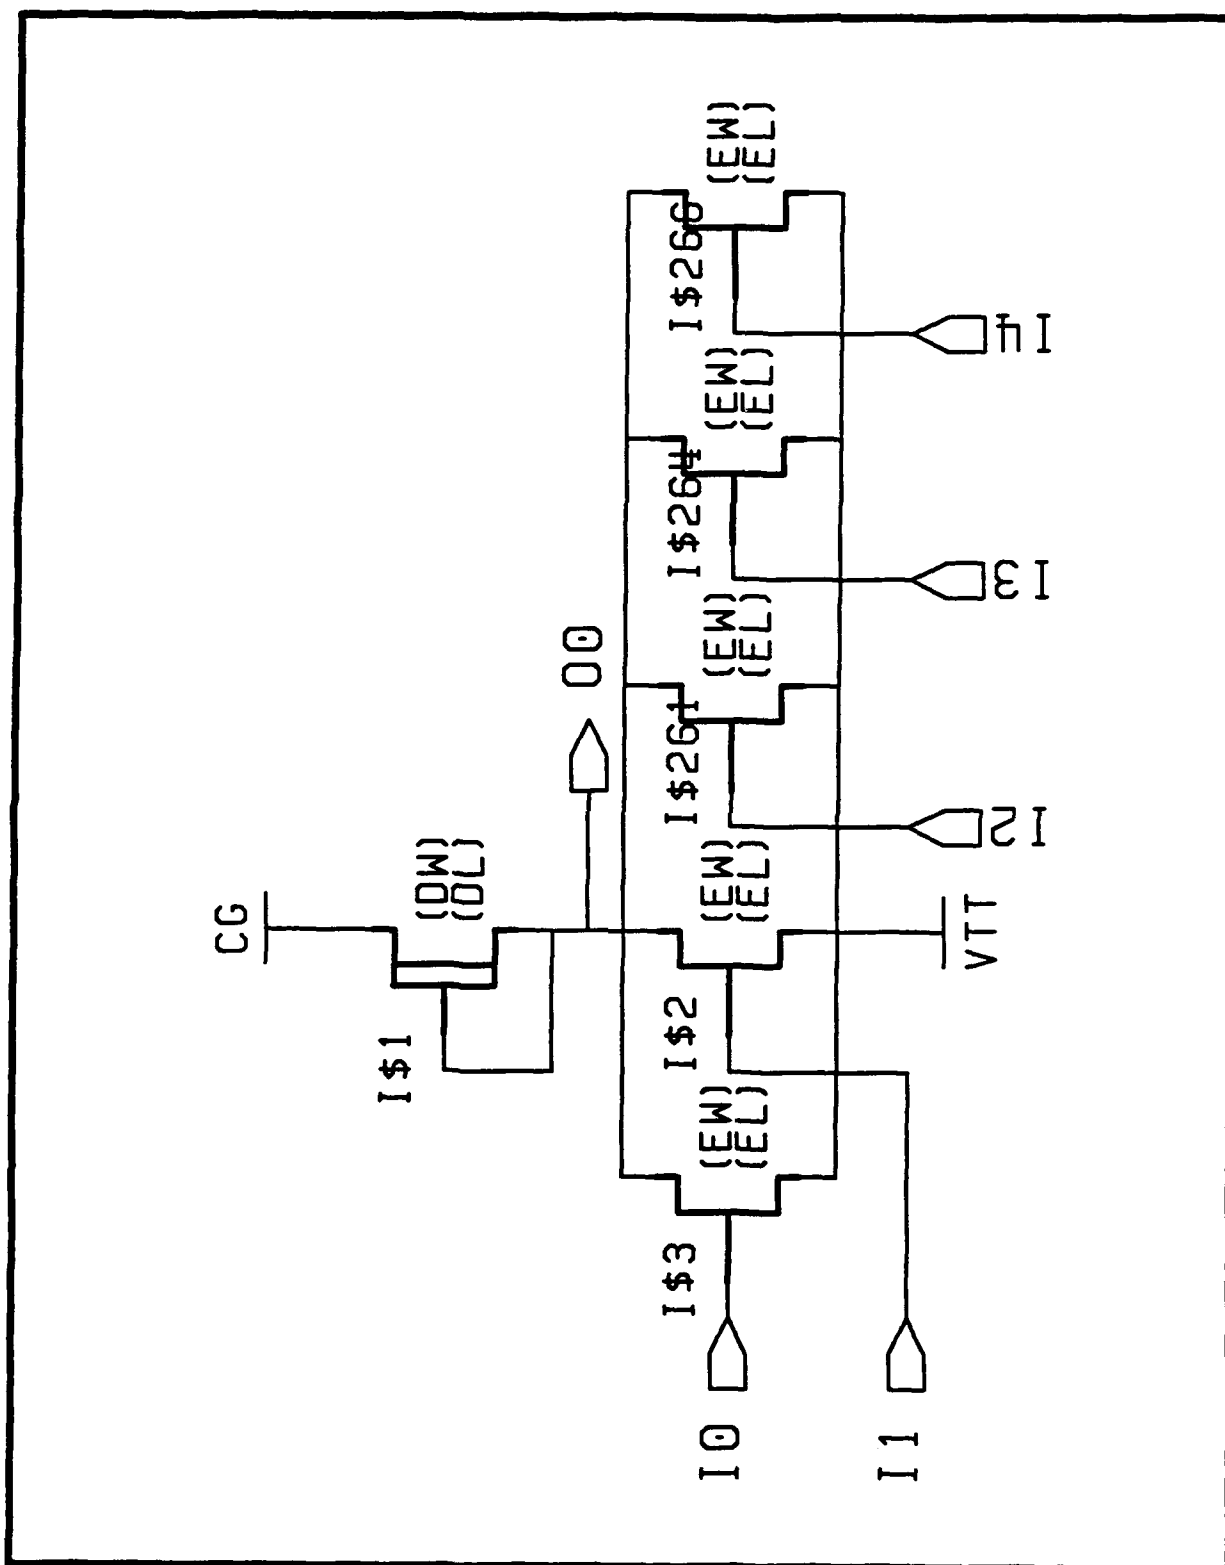 CG
I$1
(DW)
(DL)
O0
I$3
I$2
I$261
I$264
I$266
(EW)
(EL)
(EW)
(EL)
(EW)
(EL)
(EW)
(EL)
(EW)
(EL)
I0
I1
VTT
I2
I3
I4